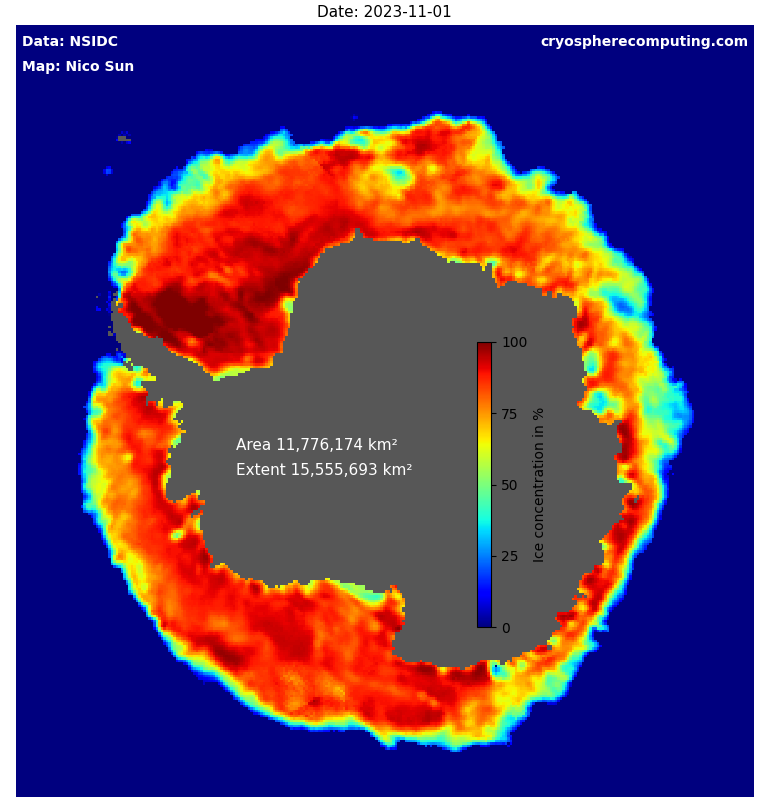 Date: 2023-11-01
Data: NSIDC
cryospherecomputing.com
Map: Nico Sun
100
75
50
25
0
Ice concentration in %
Area 11,776,174 km²
Extent 15,555,693 km²